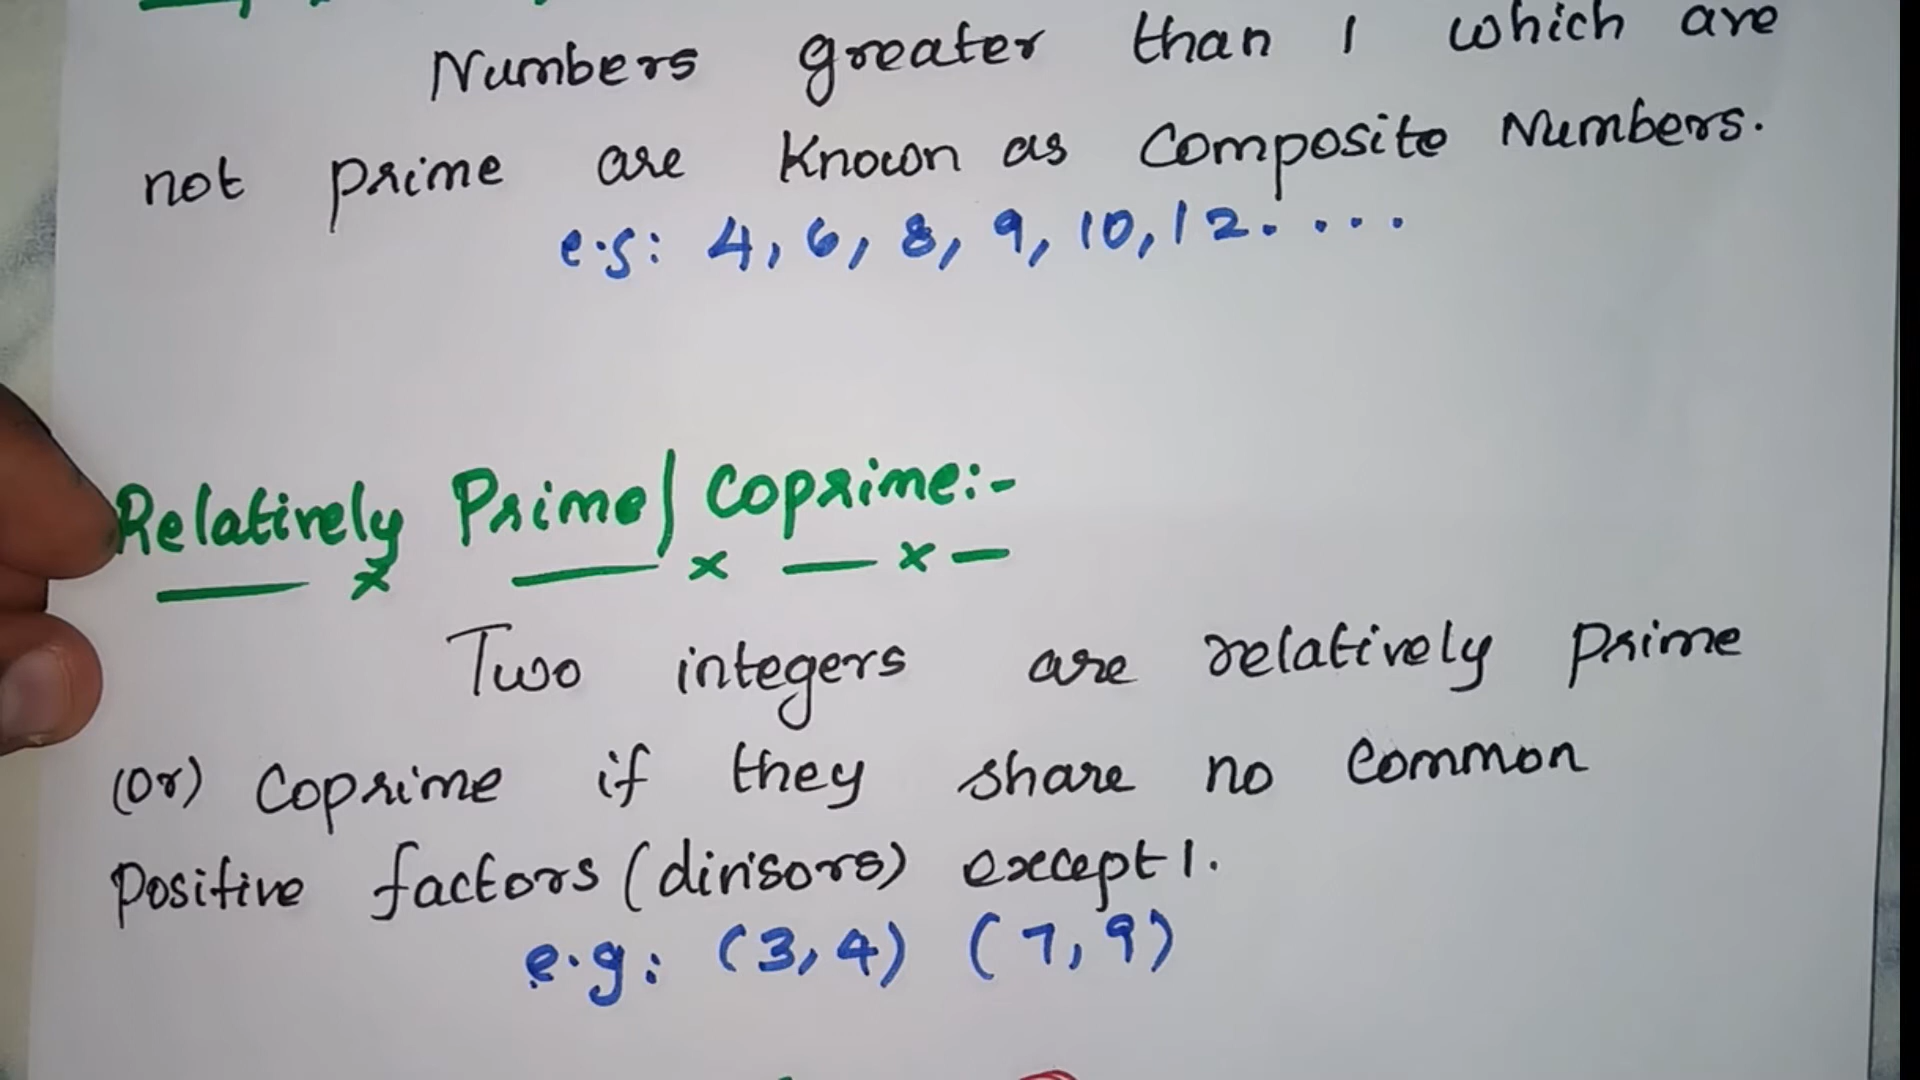 Numbers greater than 1 which are
not prime are Known as Composite Numbers.
e.g: 4, 6, 8, 9, 10, 12. . . .
Relatively Prime/ Coprime:-
Two integers are relatively prime
(or) Coprime if they share no common
Positive factors (divisors) except 1.
e.g: (3, 4) (7, 9)